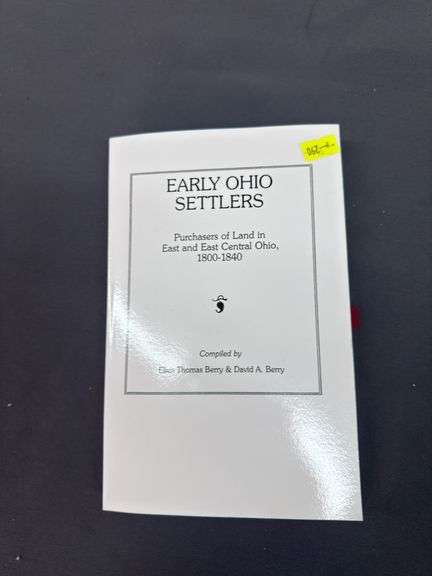 EARLY OHIO
SETTLERS
Purchasers of Land in
East and East Central Ohio,
1800-1840
Compiled by
Ellen Thomas Berry & David A. Berry